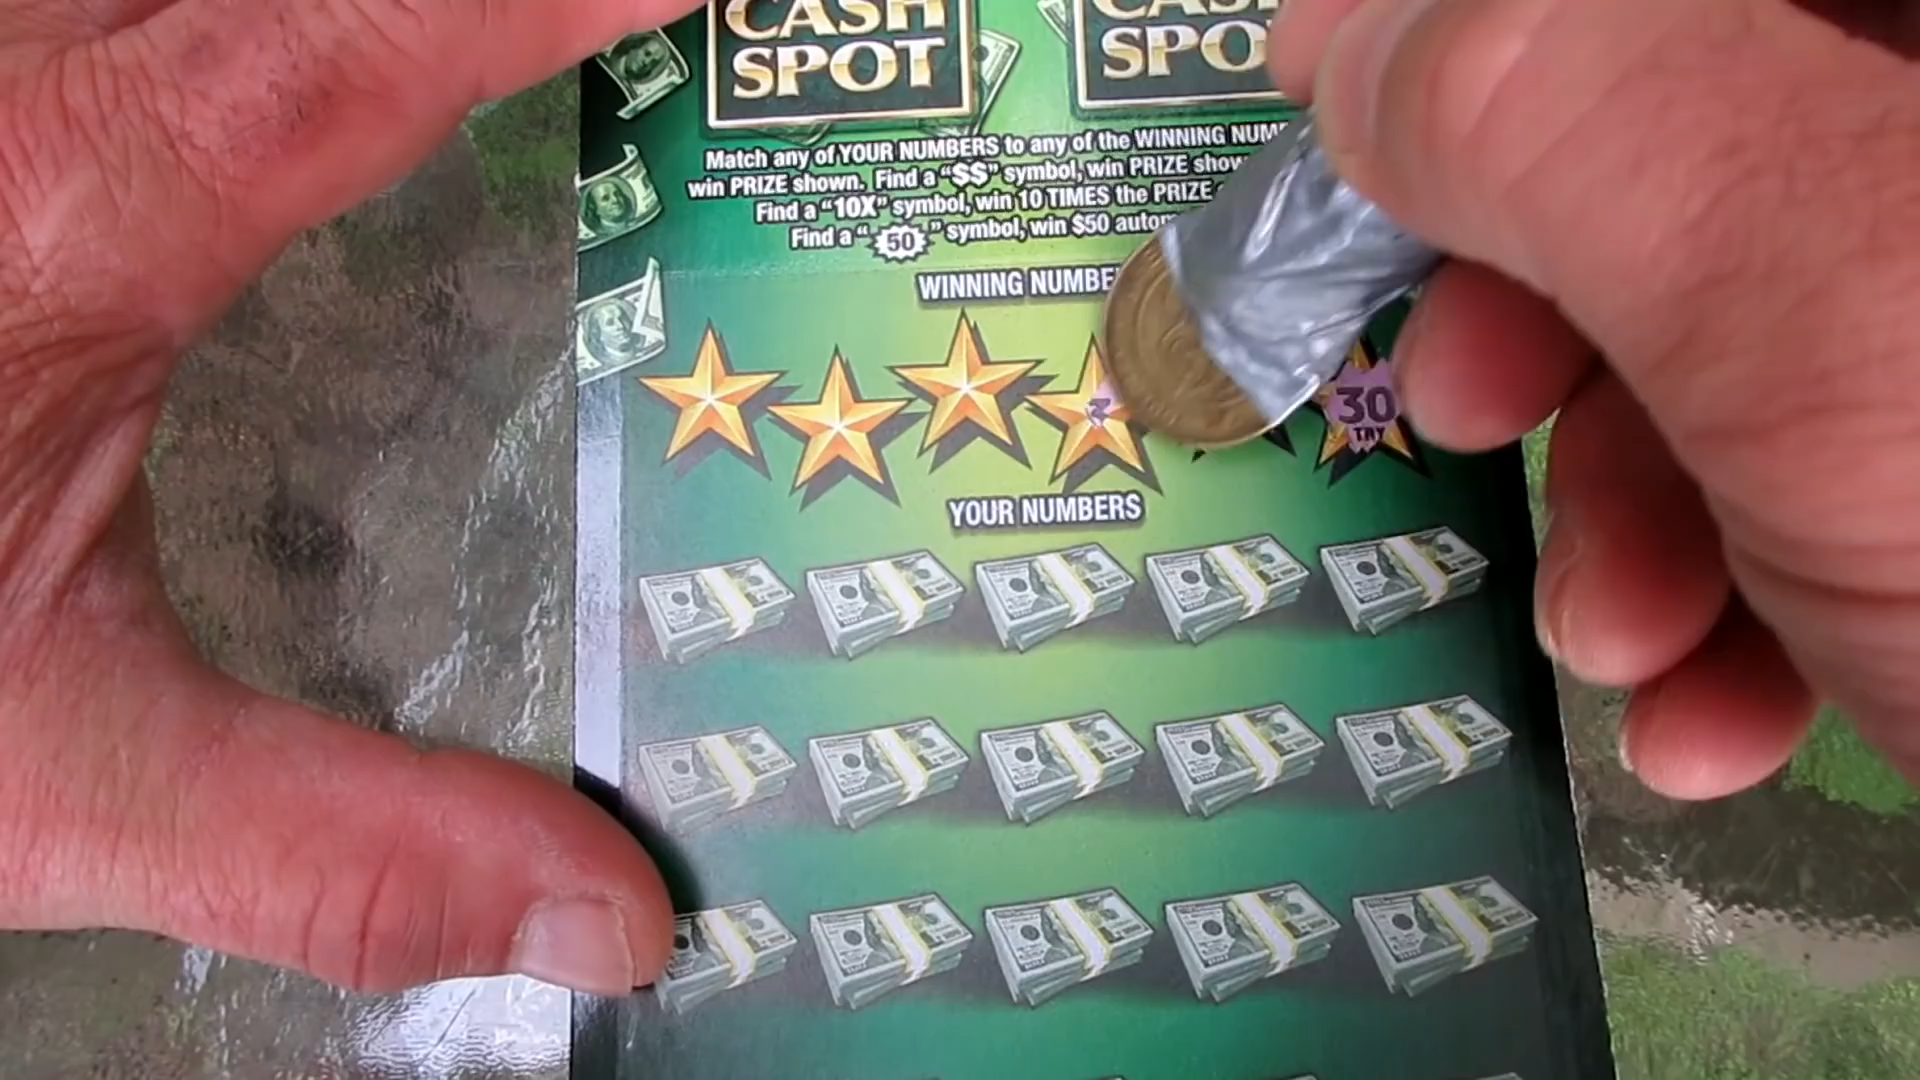 CASH
SPOT
CASH
SPO
Match any of YOUR NUMBERS to any of the WINNING NUM
win PRIZE shown. Find a "$$" symbol, win PRIZE show
Find a "10X" symbol, win 10 TIMES the PRIZE
Find a "50" symbol, win $50 autom
WINNING NUMBE
30
TRY
YOUR NUMBERS